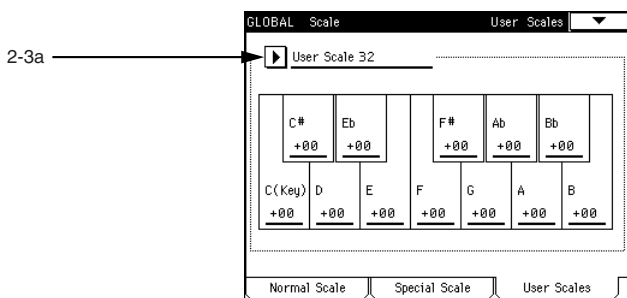 GLOBAL Scale User Scales
2-3a
User Scale 32
C# Eb F# Ab Bb
+00 +00 +00 +00 +00
C(Key) D E F G A B
+00 +00 +00 +00 +00 +00 +00
Normal Scale Special Scale User Scales